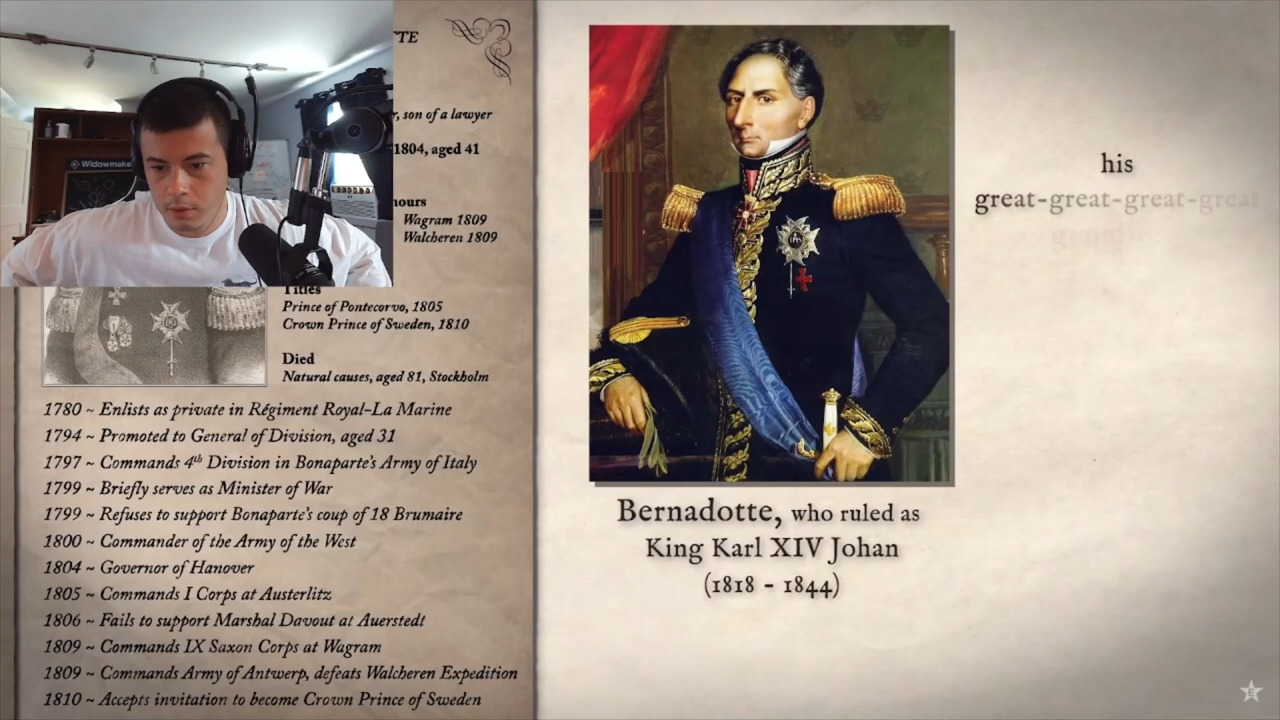 TTE
, son of a lawyer
1804, aged 41
ours
Wagram 1809
Walcheren 1809
Widowmake
Titles
Prince of Pontecorvo, 1805
Crown Prince of Sweden, 1810
Died
Natural causes, aged 81, Stockholm
1780 ~ Enlists as private in Régiment Royal-La Marine
1794 ~ Promoted to General of Division, aged 31
1797 ~ Commands 4th Division in Bonaparte's Army of Italy
1799 ~ Briefly serves as Minister of War
1799 ~ Refuses to support Bonaparte's coup of 18 Brumaire
1800 ~ Commander of the Army of the West
1804 ~ Governor of Hanover
1805 ~ Commands I Corps at Austerlitz
1806 ~ Fails to support Marshal Davout at Auerstedt
1809 ~ Commands IX Saxon Corps at Wagram
1809 ~ Commands Army of Antwerp, defeats Walcheren Expedition
1810 ~ Accepts invitation to become Crown Prince of Sweden
his
great-great-great-great
Bernadotte, who ruled as
King Karl XIV Johan
(1818 - 1844)
E